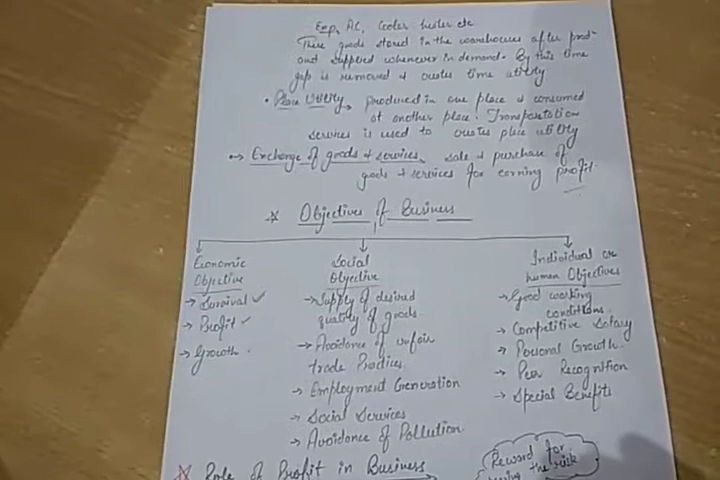 Exp, AC, Cooler heater etc
These goods stored in the warehouses after prodn
and supplied whenever in demand. By this time
gap is removed & creates time utility
• Place Utility → produced in one place & consumed
at another place. Transportation
services is used to creates place utility
→ Exchange of goods & services, sale & purchase of
goods & services for earning profit.
* Objectives of Business
Economic
Objective
→ Survival ✓
→ Profit ✓
→ Growth
Social
Objective
→ Supply of desired
quality of goods
→ Avoidance of unfair
trade Practices
→ Employment Generation
→ Social Services
→ Avoidance of Pollution
Individual or
human Objectives
→ Good working
conditions.
→ Competitive Salary
→ Personal Growth.
→ Peer Recognition
→ Special Benefits
* Role of Profit in Business
Reward for
the risk